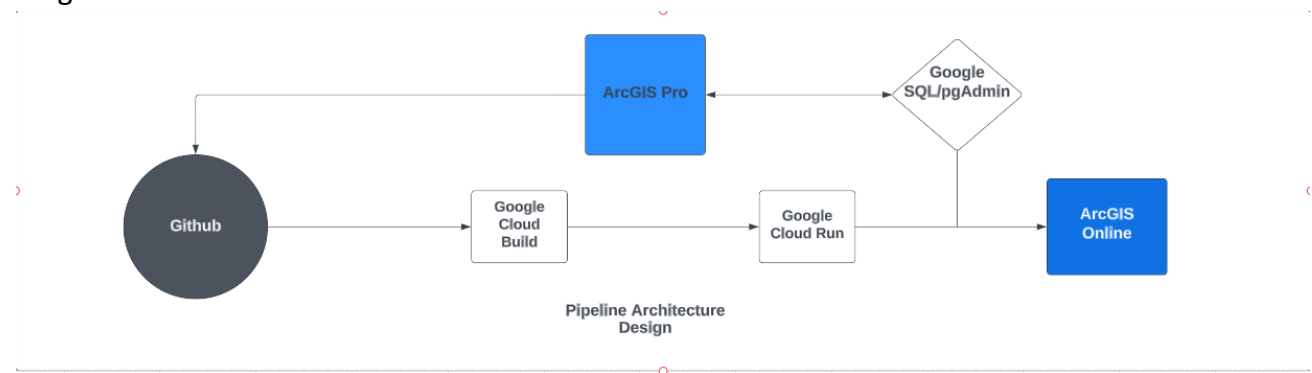 ArcGIS Pro
Google
SQL/pgAdmin
Github
Google
Cloud
Build
Google
Cloud Run
ArcGIS
Online
Pipeline Architecture
Design